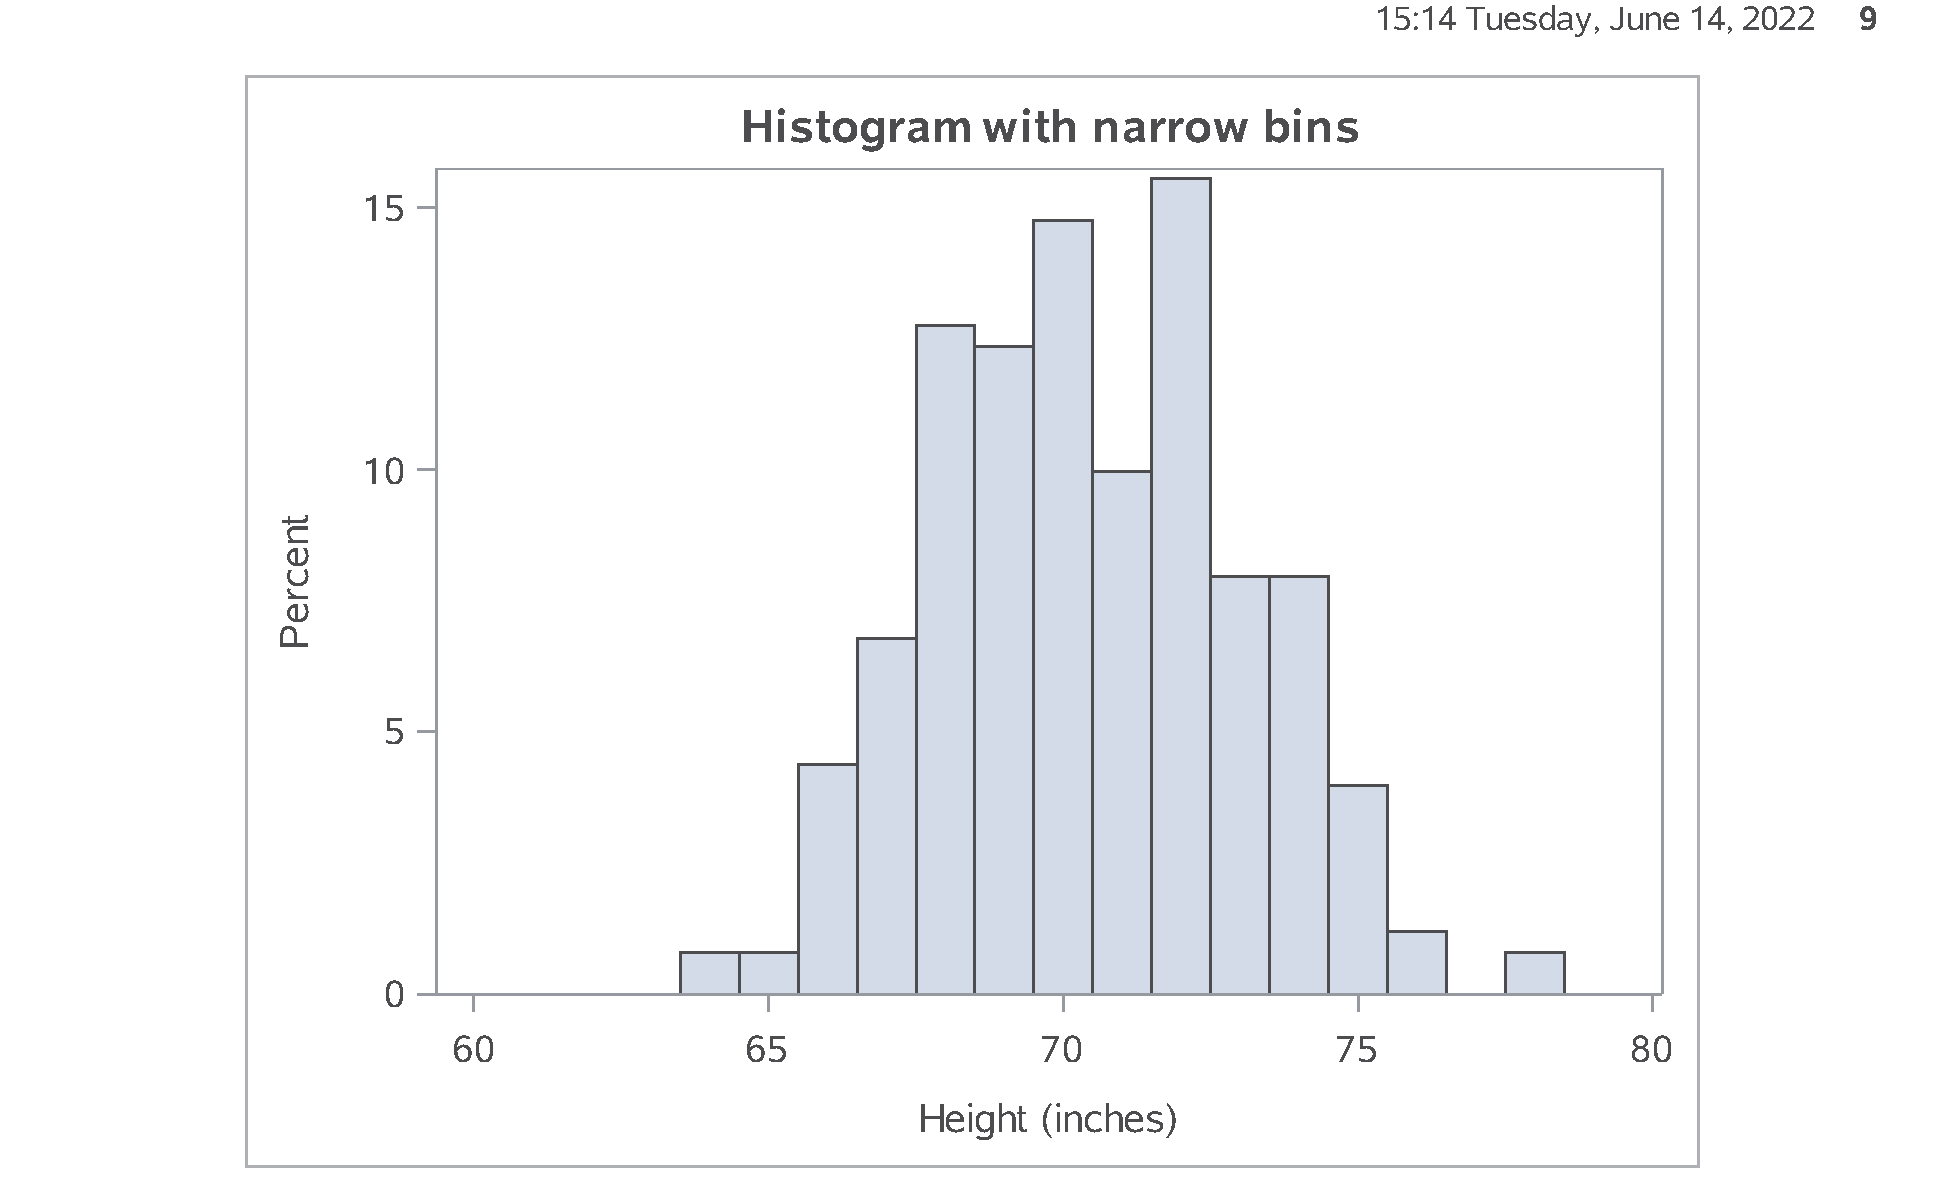 15:14 Tuesday, June 14, 2022 9
Histogram with narrow bins
15
10
5
0
Percent
60 65 70 75 80
Height (inches)